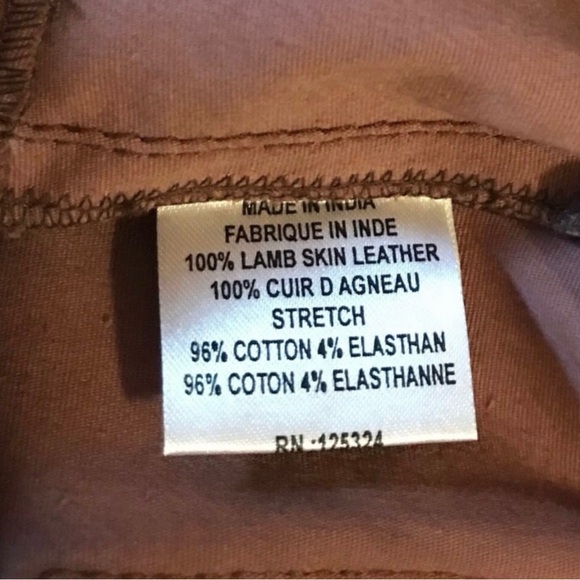 MADE IN INDIA
FABRIQUE IN INDE
100% LAMB SKIN LEATHER
100% CUIR D AGNEAU
STRETCH
96% COTTON 4% ELASTHAN
96% COTON 4% ELASTHANNE
RN :125324